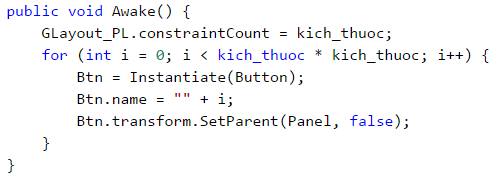 public void Awake() {
    GLayout_PL.constraintCount = kich_thuoc;
    for (int i = 0; i < kich_thuoc * kich_thuoc; i++) {
        Btn = Instantiate(Button);
        Btn.name = "" + i;
        Btn.transform.SetParent(Panel, false);
    }
}